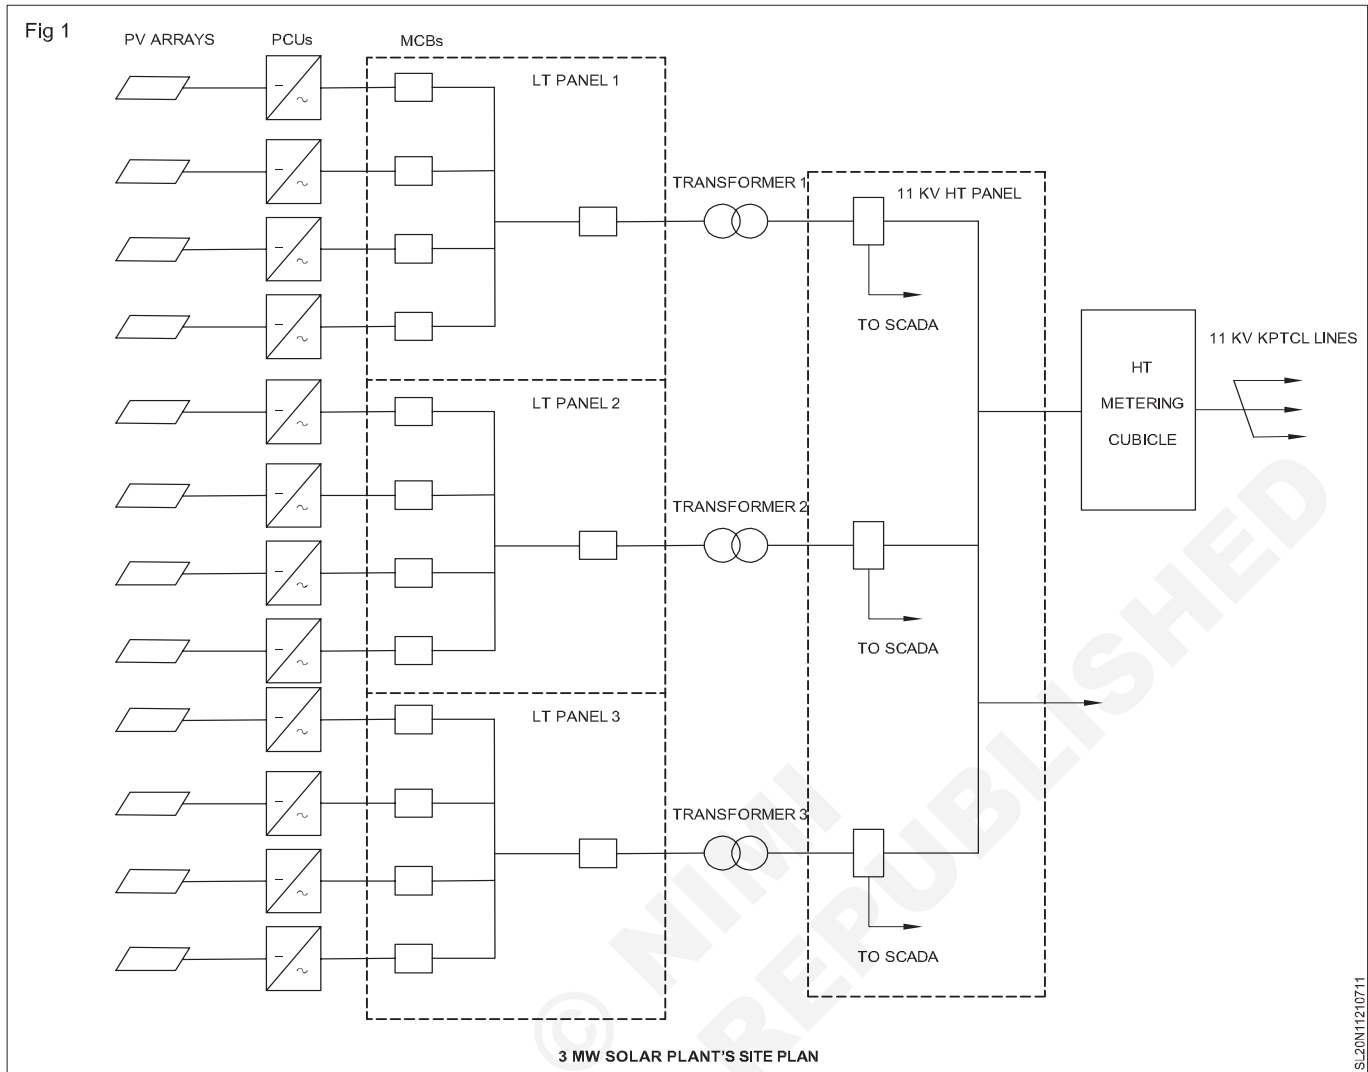 Fig 1
PV ARRAYS
PCUs
MCBs
LT PANEL 1
TRANSFORMER 1
11 KV HT PANEL
TO SCADA
11 KV KPTCL LINES
HT
METERING
CUBICLE
LT PANEL 2
TRANSFORMER 2
TO SCADA
LT PANEL 3
TRANSFORMER 3
TO SCADA
3 MW SOLAR PLANT'S SITE PLAN
SL20N11210711
© NIMI
REPUBLISHED